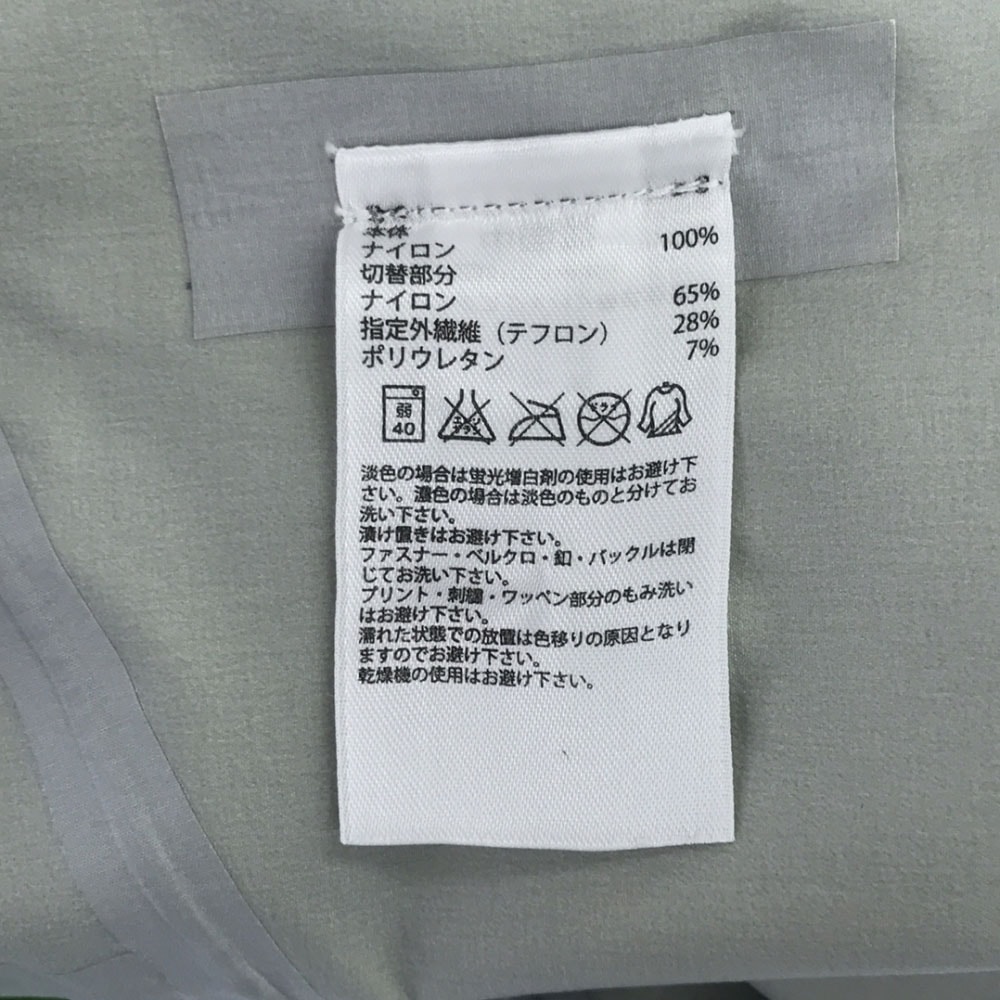 本体
ナイロン 100%
切替部分
ナイロン 65%
指定外繊維（テフロン） 28%
ポリウレタン 7%
弱
40
エンソ
サラシ
ドライ
淡色の場合は蛍光増白剤の使用はお避け下
さい。濃色の場合は淡色のものと分けてお
洗い下さい。
漬け置きはお避け下さい。
ファスナー・ベルクロ・釦・バックルは閉
じてお洗い下さい。
プリント・刺繍・ワッペン部分のもみ洗い
はお避け下さい。
濡れた状態での放置は色移りの原因となり
ますのでお避け下さい。
乾燥機の使用はお避け下さい。